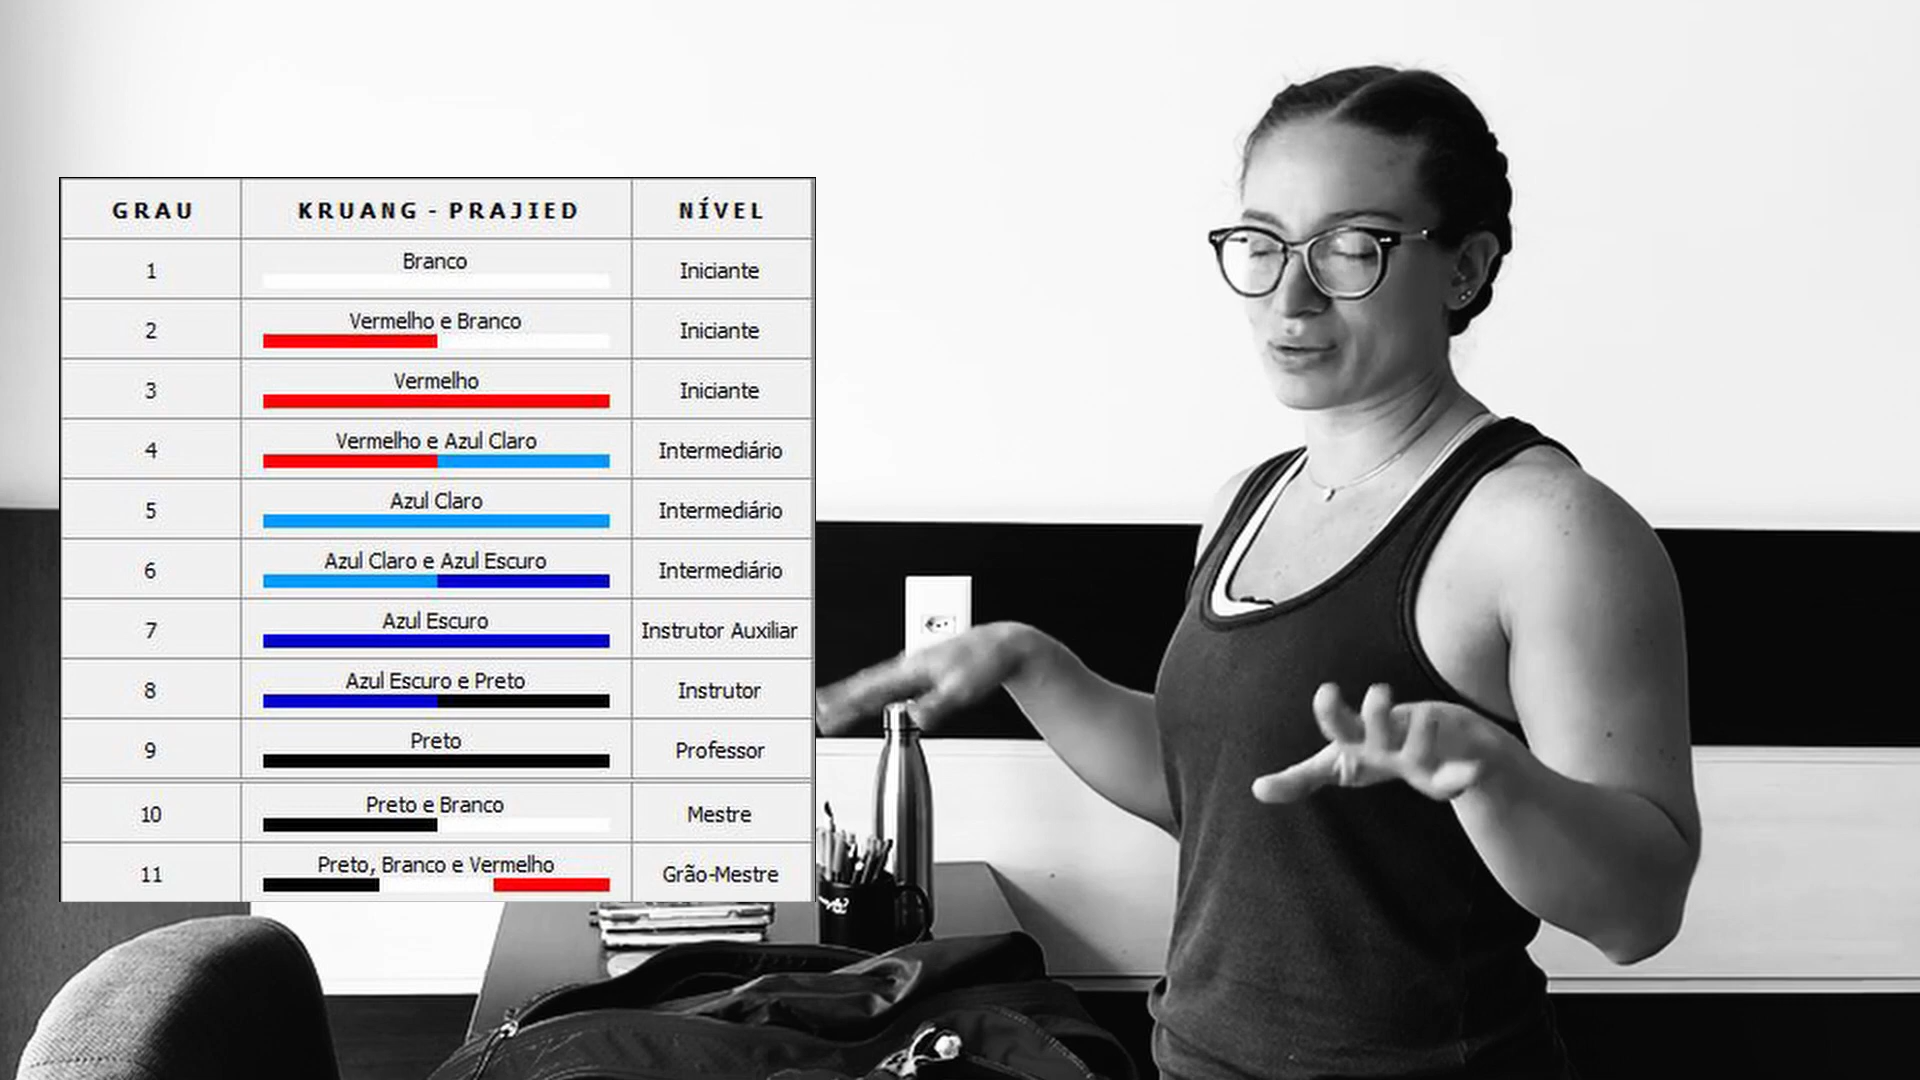 GRAU KRUANG - PRAJIED NÍVEL
1 Branco Iniciante
2 Vermelho e Branco Iniciante
3 Vermelho Iniciante
4 Vermelho e Azul Claro Intermediário
5 Azul Claro Intermediário
6 Azul Claro e Azul Escuro Intermediário
7 Azul Escuro Instrutor Auxiliar
8 Azul Escuro e Preto Instrutor
9 Preto Professor
10 Preto e Branco Mestre
11 Preto, Branco e Vermelho Grão-Mestre